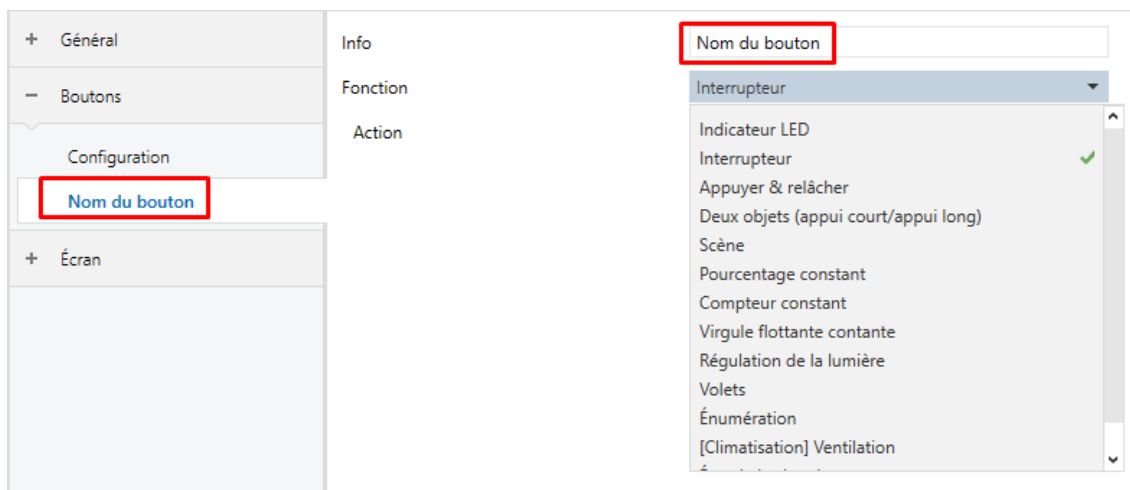 + Général
− Boutons
Configuration
Nom du bouton
+ Écran
Info
Nom du bouton
Fonction
Interrupteur
Action
Indicateur LED
Interrupteur
Appuyer & relâcher
Deux objets (appui court/appui long)
Scène
Pourcentage constant
Compteur constant
Virgule flottante contante
Régulation de la lumière
Volets
Énumération
[Climatisation] Ventilation